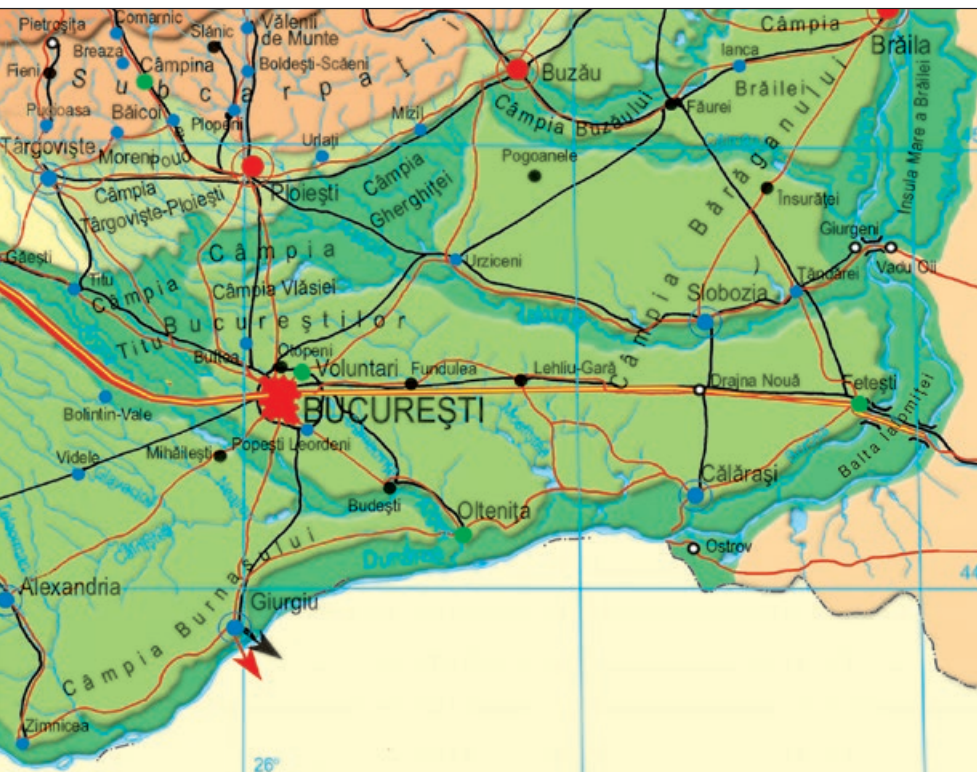 Pietroșița
Comarnic
Vălenii
de Munte
Slănic
Câmpia
Brăila
Breaza
Ianca
Fieni
Câmpina
Boldești-Scăeni
Buzău
Subcarpații
Brăilei
Pucioasa
Băicoi
Plopeni
Mizil
Câmpia Buzăului
Făurei
Târgoviște
Urlați
Moreni
Pogoanele
Câmpia
Gherghiței
Câmpia
Târgoviște-Ploiești
Ploiești
Însurăței
Insula Mare a Brăilei
Câmpia Bărăganului
Giurgeni
Vadu Oii
Găești
Câmpia
Urziceni
Țăndărei
Titu
Câmpia Vlăsiei
Slobozia
Câmpia
Titu
Bucureștilor
Buftea
Otopeni
Voluntari
Fundulea
Lehliu-Gară
Drajna Nouă
Fetești
Bolintin-Vale
BUCUREȘTI
Mihăilești
Popești Leordeni
Balta Ialomiței
Videle
Călărași
Budești
Oltenița
Ostrov
Dunărea
Alexandria
44
Giurgiu
Câmpia Burnasului
Zimnicea
26°